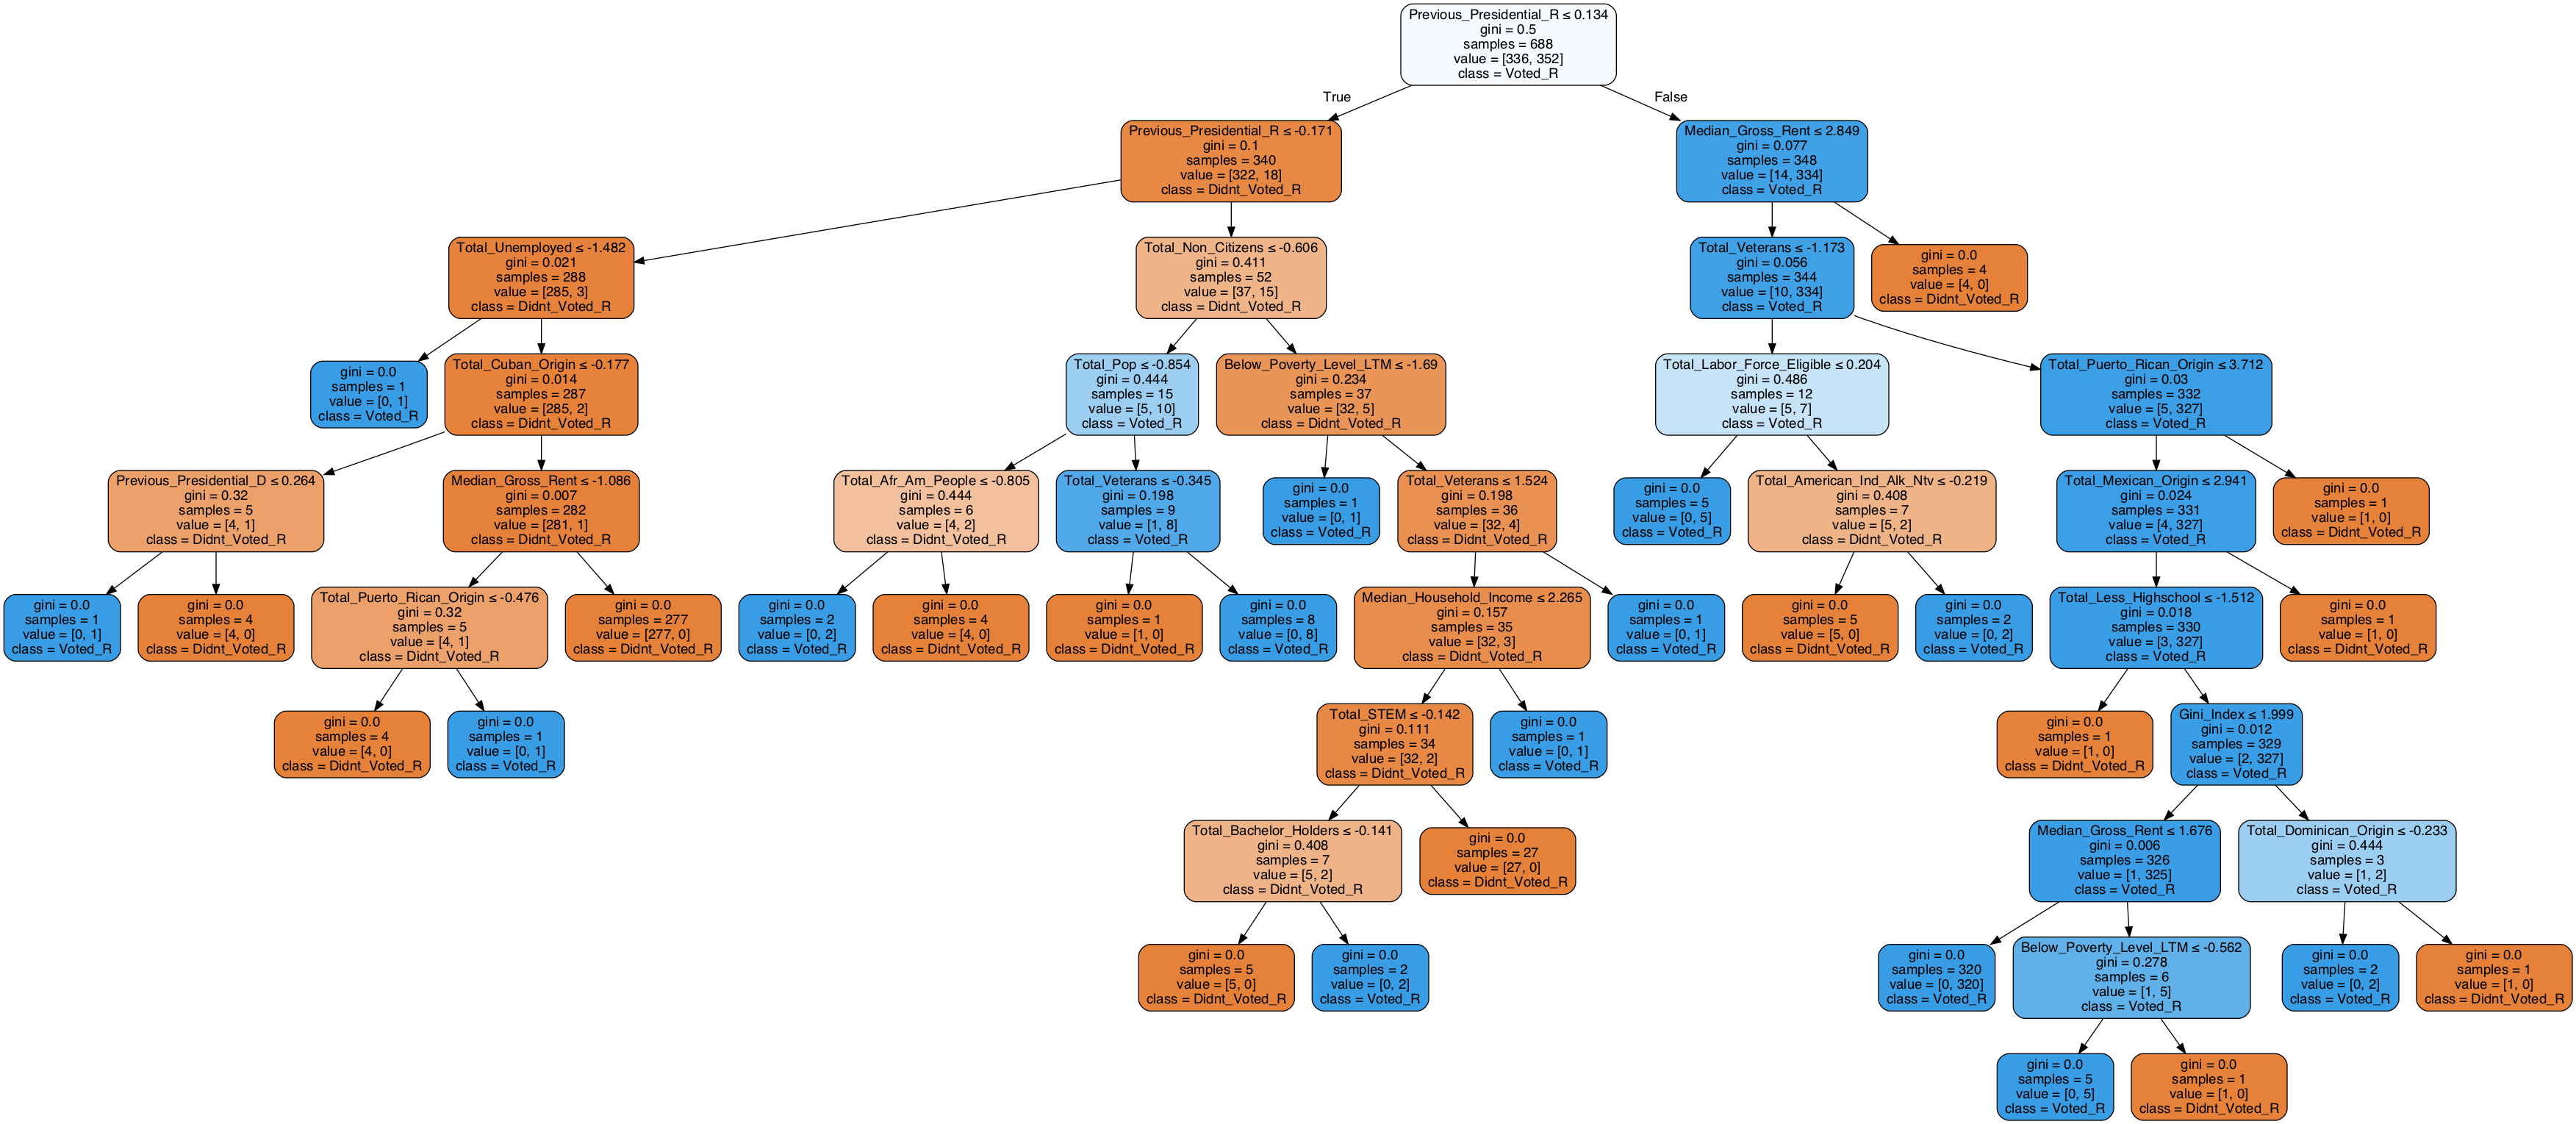 Previous_Presidential_R ≤ 0.134
gini = 0.5
samples = 688
value = [336, 352]
class = Voted_R
True
False
Previous_Presidential_R ≤ -0.171
gini = 0.1
samples = 340
value = [322, 18]
class = Didnt_Voted_R
Median_Gross_Rent ≤ 2.849
gini = 0.077
samples = 348
value = [14, 334]
class = Voted_R
Total_Unemployed ≤ -1.482
gini = 0.021
samples = 288
value = [285, 3]
class = Didnt_Voted_R
Total_Non_Citizens ≤ -0.606
gini = 0.411
samples = 52
value = [37, 15]
class = Didnt_Voted_R
Total_Veterans ≤ -1.173
gini = 0.056
samples = 344
value = [10, 334]
class = Voted_R
gini = 0.0
samples = 4
value = [4, 0]
class = Didnt_Voted_R
gini = 0.0
samples = 1
value = [0, 1]
class = Voted_R
Total_Cuban_Origin ≤ -0.177
gini = 0.014
samples = 287
value = [285, 2]
class = Didnt_Voted_R
Total_Pop ≤ -0.854
gini = 0.444
samples = 15
value = [5, 10]
class = Voted_R
Below_Poverty_Level_LTM ≤ -1.69
gini = 0.234
samples = 37
value = [32, 5]
class = Didnt_Voted_R
Total_Labor_Force_Eligible ≤ 0.204
gini = 0.486
samples = 12
value = [5, 7]
class = Voted_R
Total_Puerto_Rican_Origin ≤ 3.712
gini = 0.03
samples = 332
value = [5, 327]
class = Voted_R
Previous_Presidential_D ≤ 0.264
gini = 0.32
samples = 5
value = [4, 1]
class = Didnt_Voted_R
Median_Gross_Rent ≤ -1.086
gini = 0.007
samples = 282
value = [281, 1]
class = Didnt_Voted_R
Total_Afr_Am_People ≤ -0.805
gini = 0.444
samples = 6
value = [4, 2]
class = Didnt_Voted_R
Total_Veterans ≤ -0.345
gini = 0.198
samples = 9
value = [1, 8]
class = Voted_R
gini = 0.0
samples = 1
value = [0, 1]
class = Voted_R
Total_Veterans ≤ 1.524
gini = 0.198
samples = 36
value = [32, 4]
class = Didnt_Voted_R
gini = 0.0
samples = 5
value = [0, 5]
class = Voted_R
Total_American_Ind_Alk_Ntv ≤ -0.219
gini = 0.408
samples = 7
value = [5, 2]
class = Didnt_Voted_R
Total_Mexican_Origin ≤ 2.941
gini = 0.024
samples = 331
value = [4, 327]
class = Voted_R
gini = 0.0
samples = 1
value = [1, 0]
class = Didnt_Voted_R
gini = 0.0
samples = 1
value = [0, 1]
class = Voted_R
gini = 0.0
samples = 4
value = [4, 0]
class = Didnt_Voted_R
Total_Puerto_Rican_Origin ≤ -0.476
gini = 0.32
samples = 5
value = [4, 1]
class = Didnt_Voted_R
gini = 0.0
samples = 277
value = [277, 0]
class = Didnt_Voted_R
gini = 0.0
samples = 2
value = [0, 2]
class = Voted_R
gini = 0.0
samples = 4
value = [4, 0]
class = Didnt_Voted_R
gini = 0.0
samples = 1
value = [1, 0]
class = Didnt_Voted_R
gini = 0.0
samples = 8
value = [0, 8]
class = Voted_R
Median_Household_Income ≤ 2.265
gini = 0.157
samples = 35
value = [32, 3]
class = Didnt_Voted_R
gini = 0.0
samples = 1
value = [0, 1]
class = Voted_R
gini = 0.0
samples = 5
value = [5, 0]
class = Didnt_Voted_R
gini = 0.0
samples = 2
value = [0, 2]
class = Voted_R
Total_Less_Highschool ≤ -1.512
gini = 0.018
samples = 330
value = [3, 327]
class = Voted_R
gini = 0.0
samples = 1
value = [1, 0]
class = Didnt_Voted_R
gini = 0.0
samples = 4
value = [4, 0]
class = Didnt_Voted_R
gini = 0.0
samples = 1
value = [0, 1]
class = Voted_R
Total_STEM ≤ -0.142
gini = 0.111
samples = 34
value = [32, 2]
class = Didnt_Voted_R
gini = 0.0
samples = 1
value = [0, 1]
class = Voted_R
gini = 0.0
samples = 1
value = [1, 0]
class = Didnt_Voted_R
Gini_Index ≤ 1.999
gini = 0.012
samples = 329
value = [2, 327]
class = Voted_R
Total_Bachelor_Holders ≤ -0.141
gini = 0.408
samples = 7
value = [5, 2]
class = Didnt_Voted_R
gini = 0.0
samples = 27
value = [27, 0]
class = Didnt_Voted_R
Median_Gross_Rent ≤ 1.676
gini = 0.006
samples = 326
value = [1, 325]
class = Voted_R
Total_Dominican_Origin ≤ -0.233
gini = 0.444
samples = 3
value = [1, 2]
class = Voted_R
gini = 0.0
samples = 5
value = [5, 0]
class = Didnt_Voted_R
gini = 0.0
samples = 2
value = [0, 2]
class = Voted_R
gini = 0.0
samples = 320
value = [0, 320]
class = Voted_R
Below_Poverty_Level_LTM ≤ -0.562
gini = 0.278
samples = 6
value = [1, 5]
class = Voted_R
gini = 0.0
samples = 2
value = [0, 2]
class = Voted_R
gini = 0.0
samples = 1
value = [1, 0]
class = Didnt_Voted_R
gini = 0.0
samples = 5
value = [0, 5]
class = Voted_R
gini = 0.0
samples = 1
value = [1, 0]
class = Didnt_Voted_R